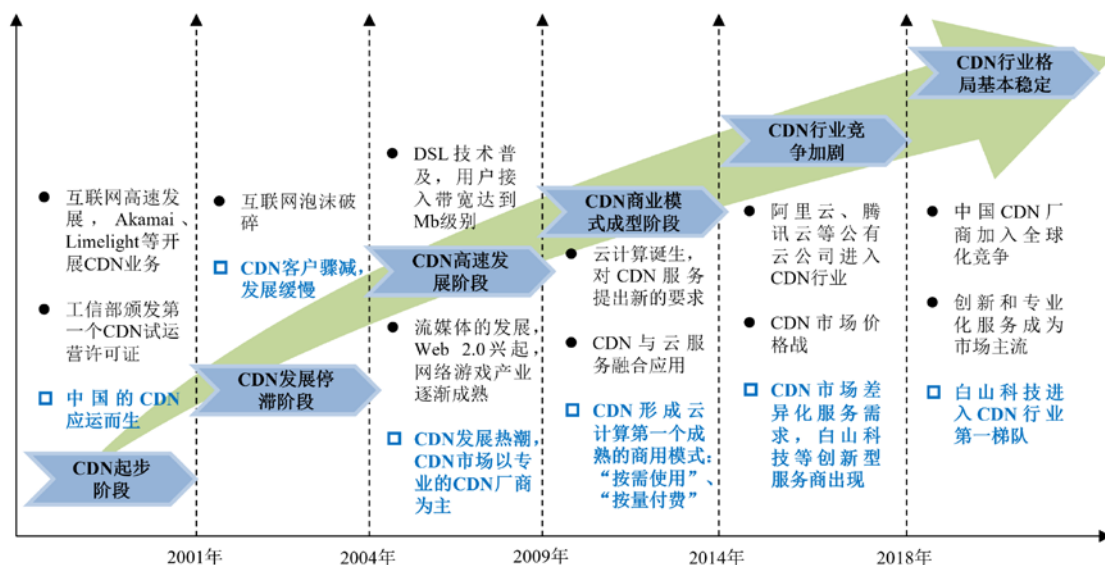 CDN起步
阶段
互联网高速发
展，Akamai、
Limelight等开
展CDN业务
工信部颁发第
一个CDN试运
营许可证
中国的CDN
应运而生
CDN发展停
滞阶段
互联网泡沫破
碎
CDN客户骤减，
发展缓慢
CDN高速发
展阶段
DSL技术普
及，用户接
入带宽达到
Mb级别
流媒体的发展，
Web 2.0兴起，
网络游戏产业
逐渐成熟
CDN发展热潮，
CDN市场以专
业的CDN厂商
为主
CDN商业模
式成型阶段
云计算诞生，
对CDN服务
提出新的要求
CDN与云服
务融合应用
CDN形成云
计算第一个成
熟的商用模式：
“按需使用”、
“按量付费”
CDN行业竞
争加剧
阿里云、腾
讯云等公有
云公司进入
CDN行业
CDN市场价
格战
CDN市场差
异化服务需
求，白山科
技等创新型
服务商出现
CDN行业格
局基本稳定
中国CDN厂
商加入全球
化竞争
创新和专业
化服务成为
市场主流
白山科技进
入CDN行业
第一梯队
2001年
2004年
2009年
2014年
2018年